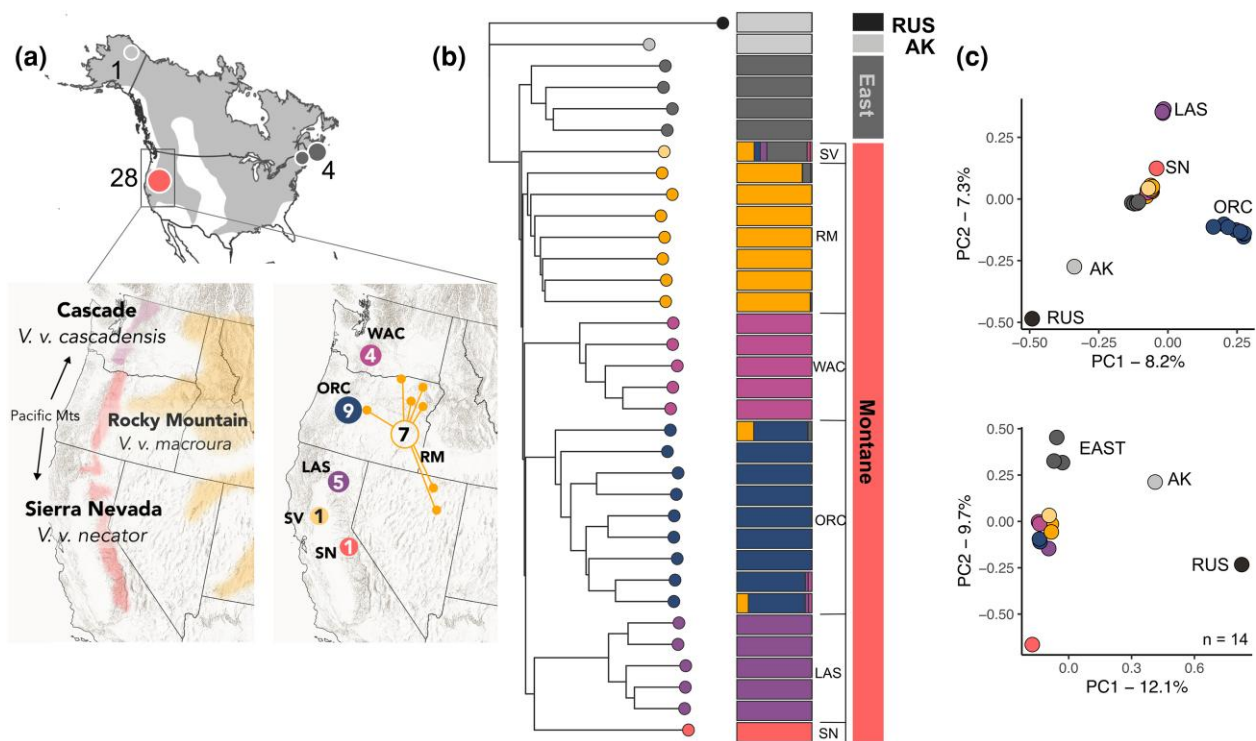 (a)
1
28
4
Cascade
V. v. cascadensis
Pacific Mts
Rocky Mountain
V. v. macroura
Sierra Nevada
V. v. necator
WAC
4
ORC
9
7
RM
LAS
5
SV
1
SN
1
(b)
RUS
AK
East
SV
RM
WAC
ORC
LAS
SN
Montane
(c)
LAS
SN
ORC
AK
RUS
0.25
0.00
−0.25
−0.50
−0.50
−0.25
0.00
0.25
PC2 – 7.3%
PC1 – 8.2%
EAST
AK
RUS
n = 14
0.50
0.25
0.00
−0.25
−0.50
0.0
0.3
0.6
PC2 – 9.7%
PC1 – 12.1%